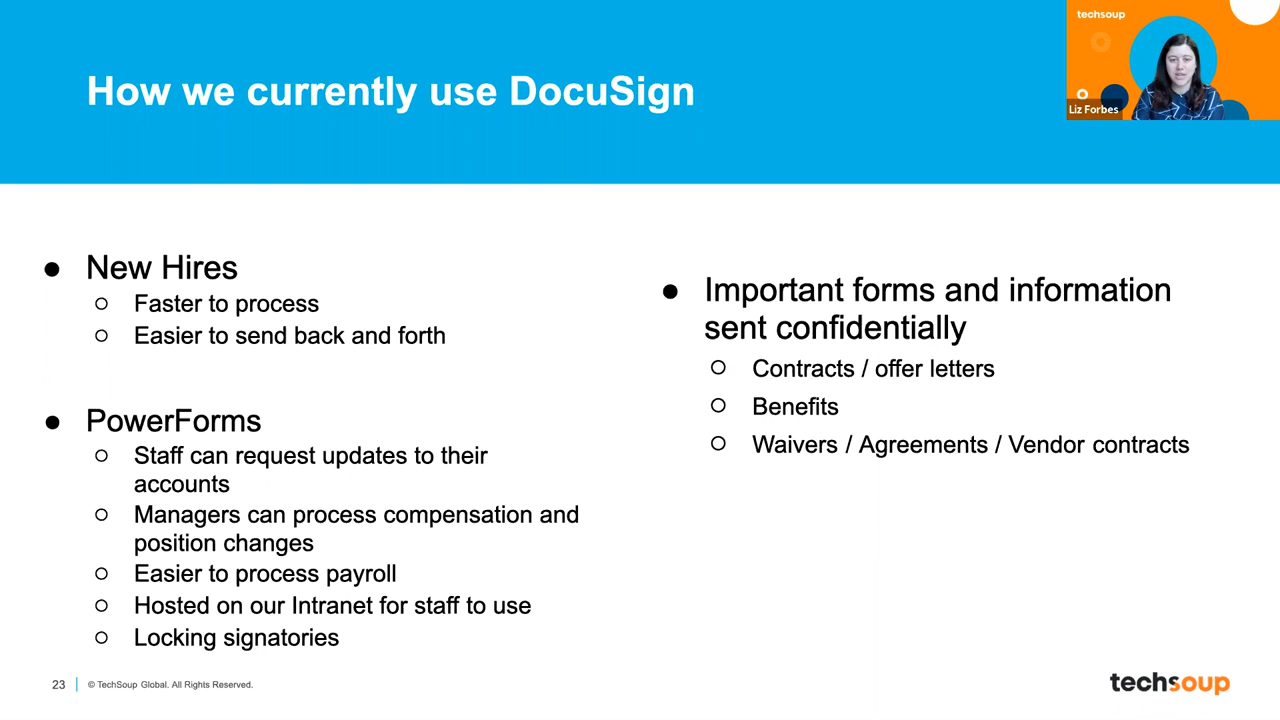 How we currently use DocuSign
techsoup
Liz Forbes
● New Hires
○ Faster to process
○ Easier to send back and forth
● PowerForms
○ Staff can request updates to their
accounts
○ Managers can process compensation and
position changes
○ Easier to process payroll
○ Hosted on our Intranet for staff to use
○ Locking signatories
● Important forms and information
sent confidentially
○ Contracts / offer letters
○ Benefits
○ Waivers / Agreements / Vendor contracts
23
© TechSoup Global. All Rights Reserved.
techsoup